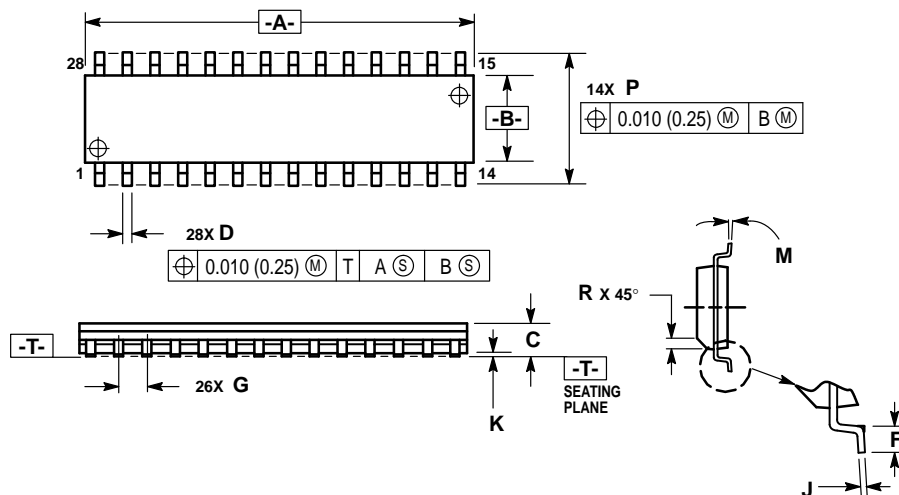 -A-
28
15
14X P
-B-
⌖ 0.010 (0.25) Ⓜ B Ⓜ
1
14
28X D
⌖ 0.010 (0.25) Ⓜ T A Ⓢ B Ⓢ
M
R X 45°
-T-
C
26X G
-T-
SEATING
PLANE
K
F
J